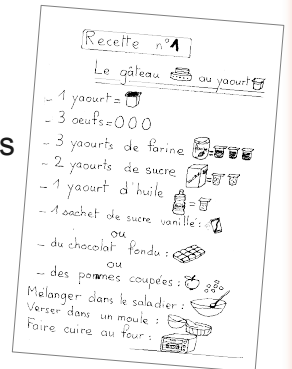 Recette n°1
Le gâteau au yaourt
- 1 yaourt =
- 3 oeufs =
- 3 yaourts de farine =
- 2 yaourts de sucre =
- 1 yaourt d'huile =
- 1 sachet de sucre vanillé :
ou
- du chocolat fondu :
ou
- des pommes coupées :
Mélanger dans le saladier :
Verser dans un moule :
Faire cuire au four :
s